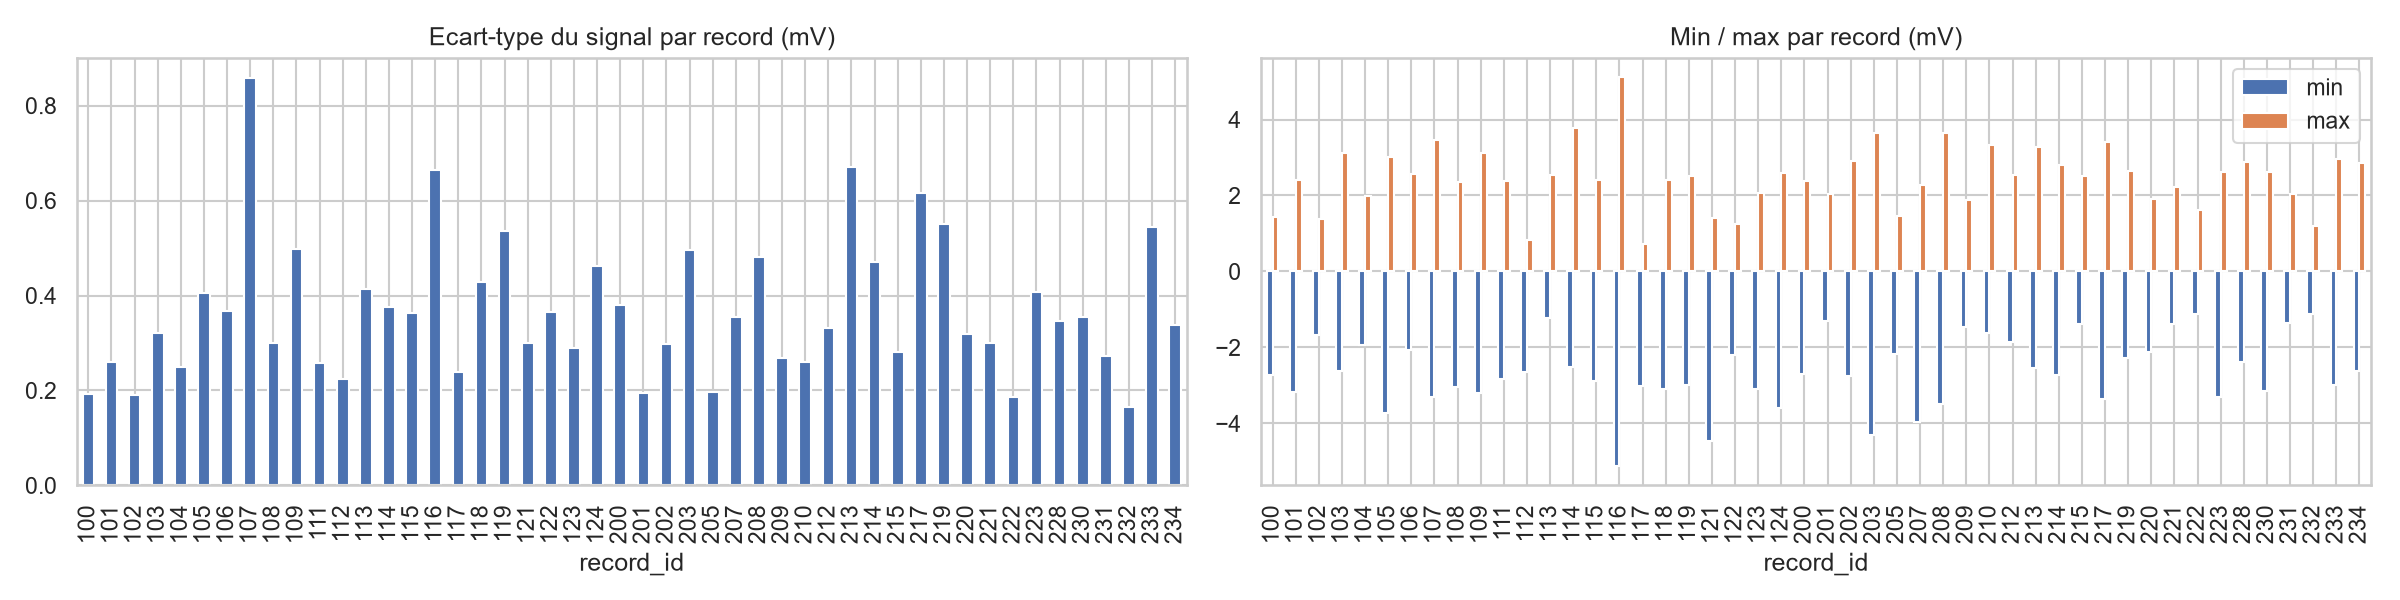 Ecart-type du signal par record (mV)
0.8
0.6
0.4
0.2
0.0
100 101 102 103 104 105 106 107 108 109 111 112 113 114 115 116 117 118 119 121 122 123 124 200 201 202 203 205 207 208 209 210 212 213 214 215 217 219 220 221 222 223 228 230 231 232 233 234
record_id
Min / max par record (mV)
min
max
4
2
0
−2
−4
100 101 102 103 104 105 106 107 108 109 111 112 113 114 115 116 117 118 119 121 122 123 124 200 201 202 203 205 207 208 209 210 212 213 214 215 217 219 220 221 222 223 228 230 231 232 233 234
record_id